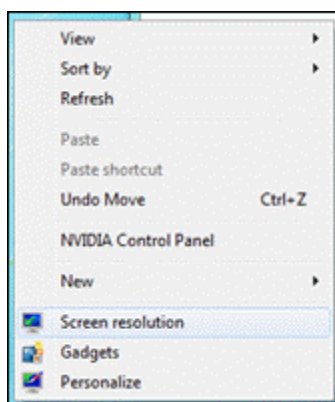 View
Sort by
Refresh
Paste
Paste shortcut
Undo Move Ctrl+Z
NVIDIA Control Panel
New
Screen resolution
Gadgets
Personalize